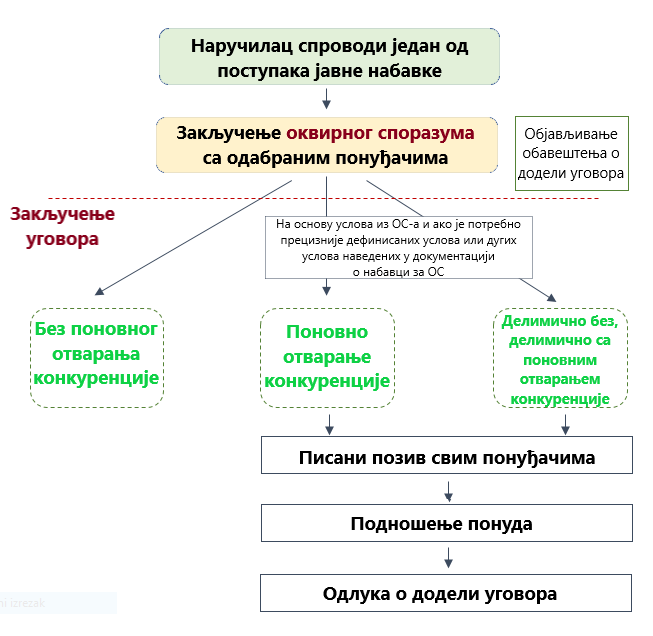 Наручилац спроводи један од
поступака јавне набавке
Закључење оквирног споразума
са одабраним понуђачима
Објављивање
обавештења о
додели уговора
Закључење
уговора
На основу услова из ОС-а и ако је потребно
прецизније дефинисаних услова или дугих
услова наведених у документацији
о набавци за ОС
Без поновног
отварања
конкуренције
Поновно
отварање
конкуренције
Делимично без,
делимично са
поновним
отварањем
конкуренције
Писани позив свим понуђачима
Подношење понуда
Одлука о додели уговора
izrezak